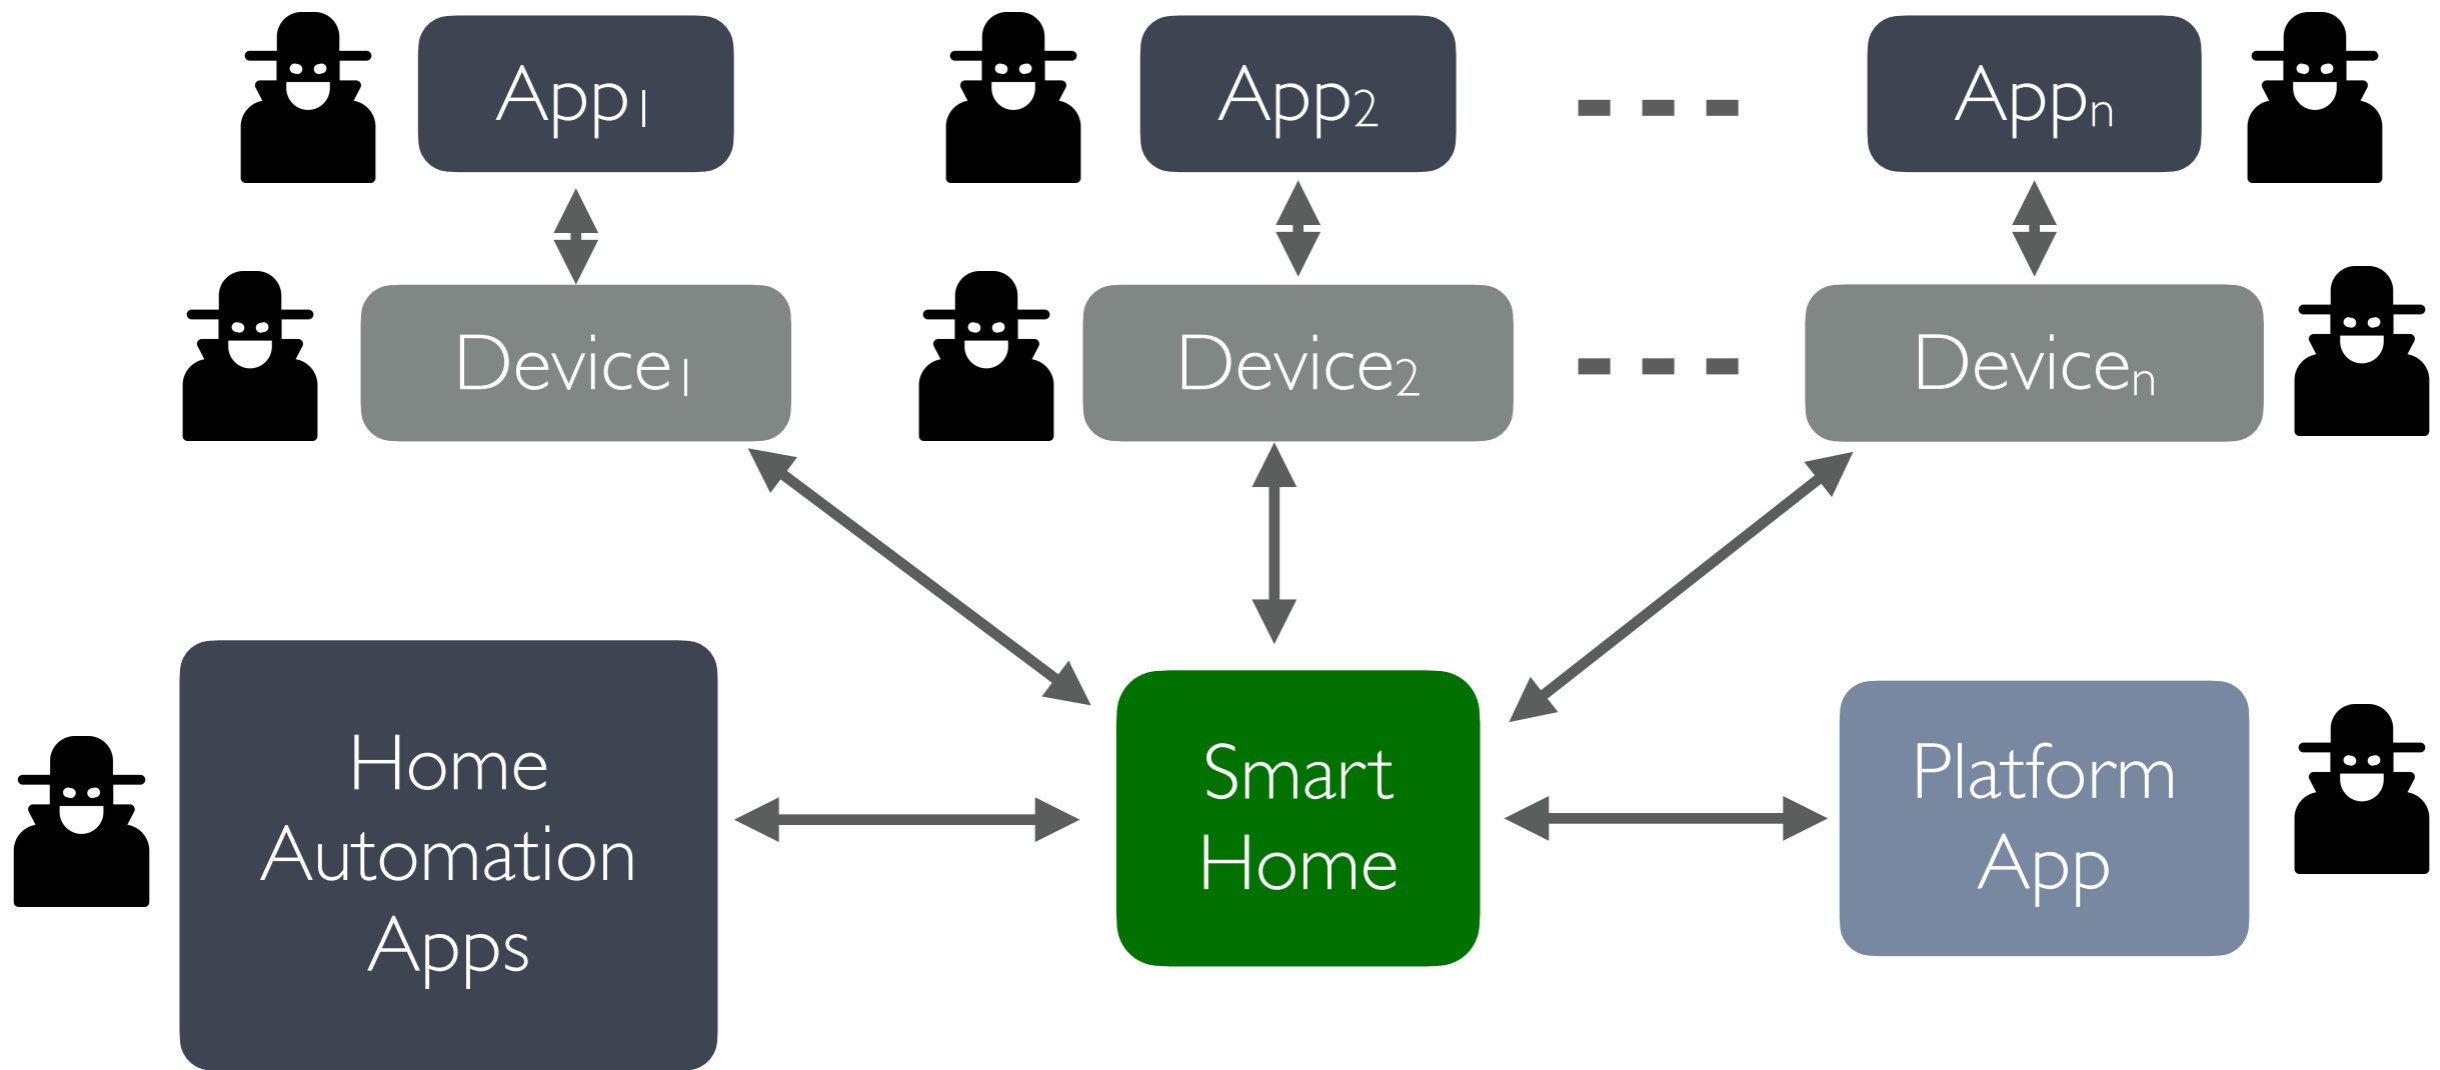 App1
App2
Appn
Device1
Device2
Devicen
Home
Automation
Apps
Smart
Home
Platform
App